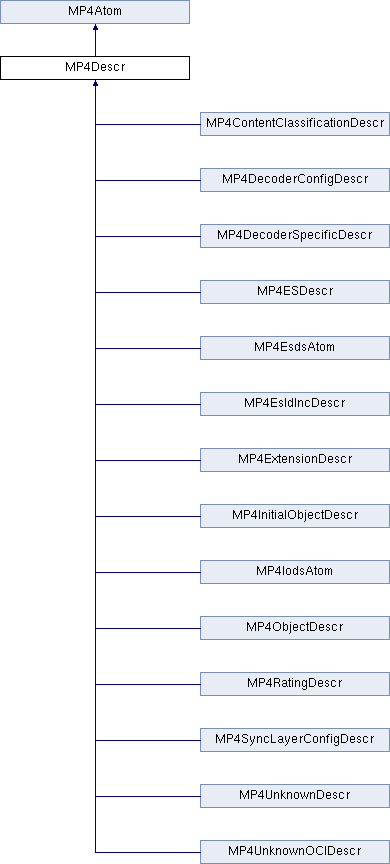 MP4Atom
MP4Descr
MP4ContentClassificationDescr
MP4DecoderConfigDescr
MP4DecoderSpecificDescr
MP4ESDescr
MP4EsdsAtom
MP4EsIdIncDescr
MP4ExtensionDescr
MP4InitialObjectDescr
MP4IodsAtom
MP4ObjectDescr
MP4RatingDescr
MP4SyncLayerConfigDescr
MP4UnknownDescr
MP4UnknownOCIDescr